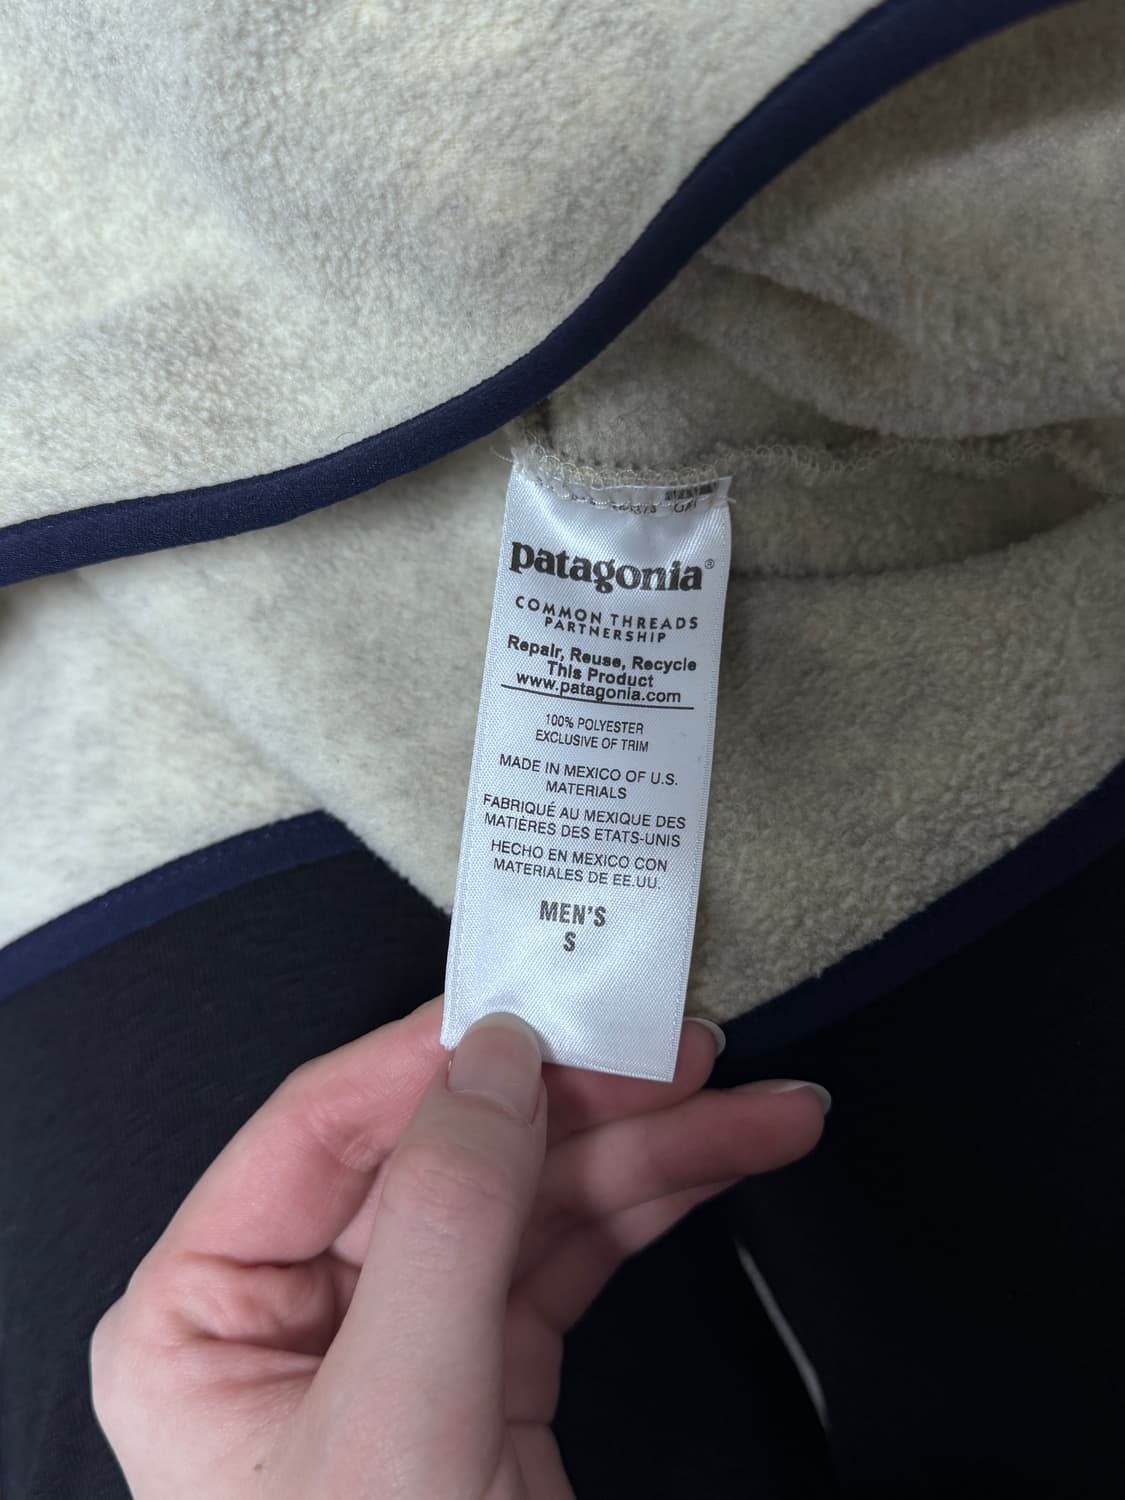 patagonia®
COMMON THREADS
PARTNERSHIP
Repair, Reuse, Recycle
This Product
www.patagonia.com
100% POLYESTER
EXCLUSIVE OF TRIM
MADE IN MEXICO OF U.S.
MATERIALS
FABRIQUÉ AU MEXIQUE DES
MATIÈRES DES ETATS-UNIS
HECHO EN MEXICO CON
MATERIALES DE EE.UU.
MEN'S
S